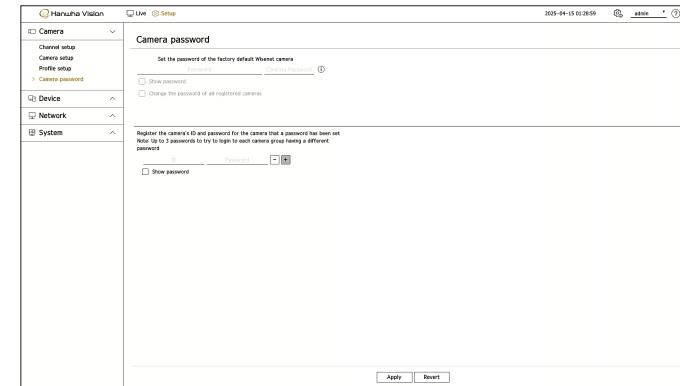 Hanwha Vision
Live
Setup
2025-04-15 01:28:59
admin
Camera
Channel setup
Camera setup
Profile setup
> Camera password
Device
Network
System
Camera password
Set the password of the factory default Wisenet camera
Password
Confirm Password
Show password
Change the password of all registered cameras
Register the camera's ID and password for the camera that a password has been set
Note: Up to 3 passwords to try to login to each camera group having a different
password
ID
Password
- +
Show password
Apply
Revert